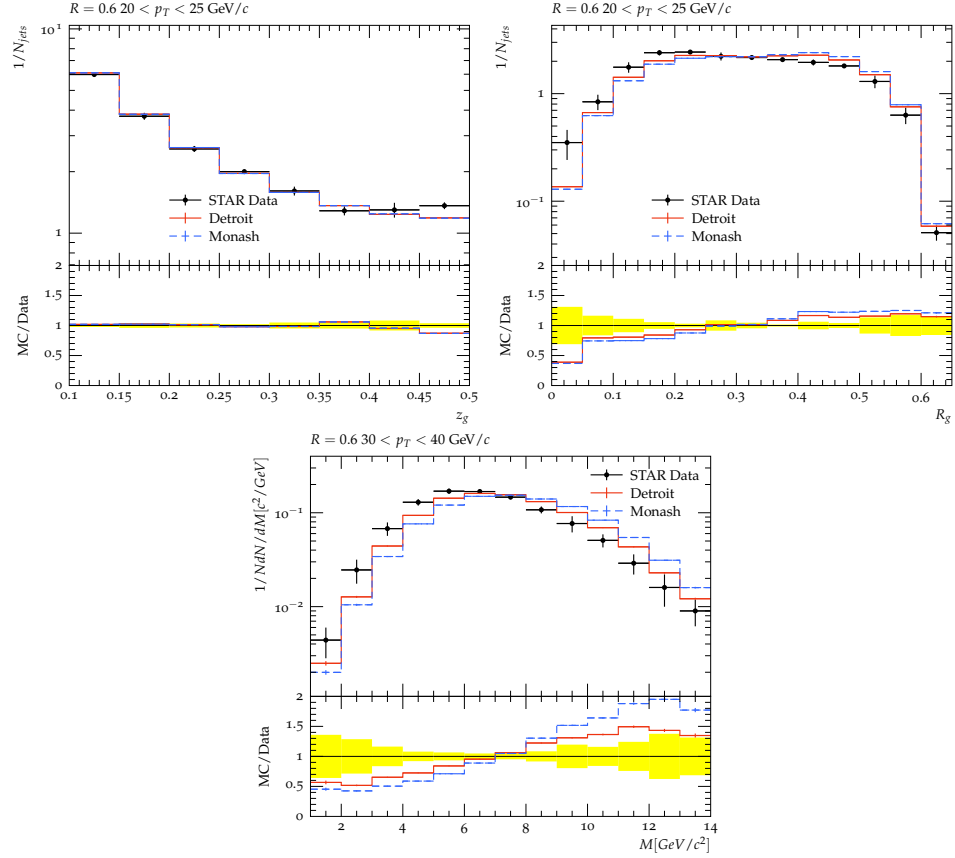 R = 0.6 20 < p_T < 25 GeV/c
1/N_jets
10^1
1
STAR Data
Detroit
Monash
MC/Data
2
1.5
1
0.5
0
0.1 0.15 0.2 0.25 0.3 0.35 0.4 0.45 0.5
z_g
R = 0.6 20 < p_T < 25 GeV/c
1/N_jets
1
10^−1
STAR Data
Detroit
Monash
MC/Data
2
1.5
1
0.5
0
0 0.1 0.2 0.3 0.4 0.5 0.6
R_g
R = 0.6 30 < p_T < 40 GeV/c
1/NdN/dM[c^2/GeV]
10^−1
10^−2
STAR Data
Detroit
Monash
MC/Data
2
1.5
1
0.5
0
2 4 6 8 10 12 14
M[GeV/c^2]